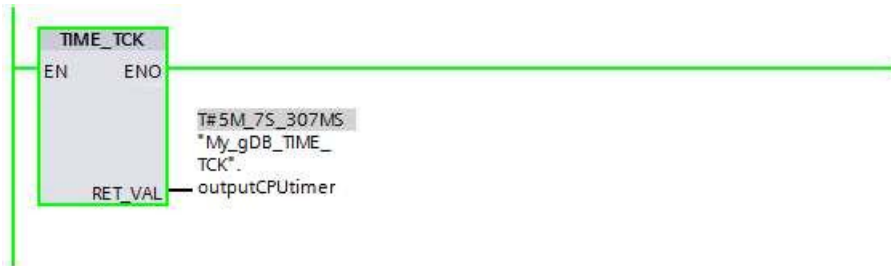 TIME_TCK
EN ENO
T#5M_7S_307MS
"My_gDB_TIME_
TCK".
RET_VAL outputCPUtimer